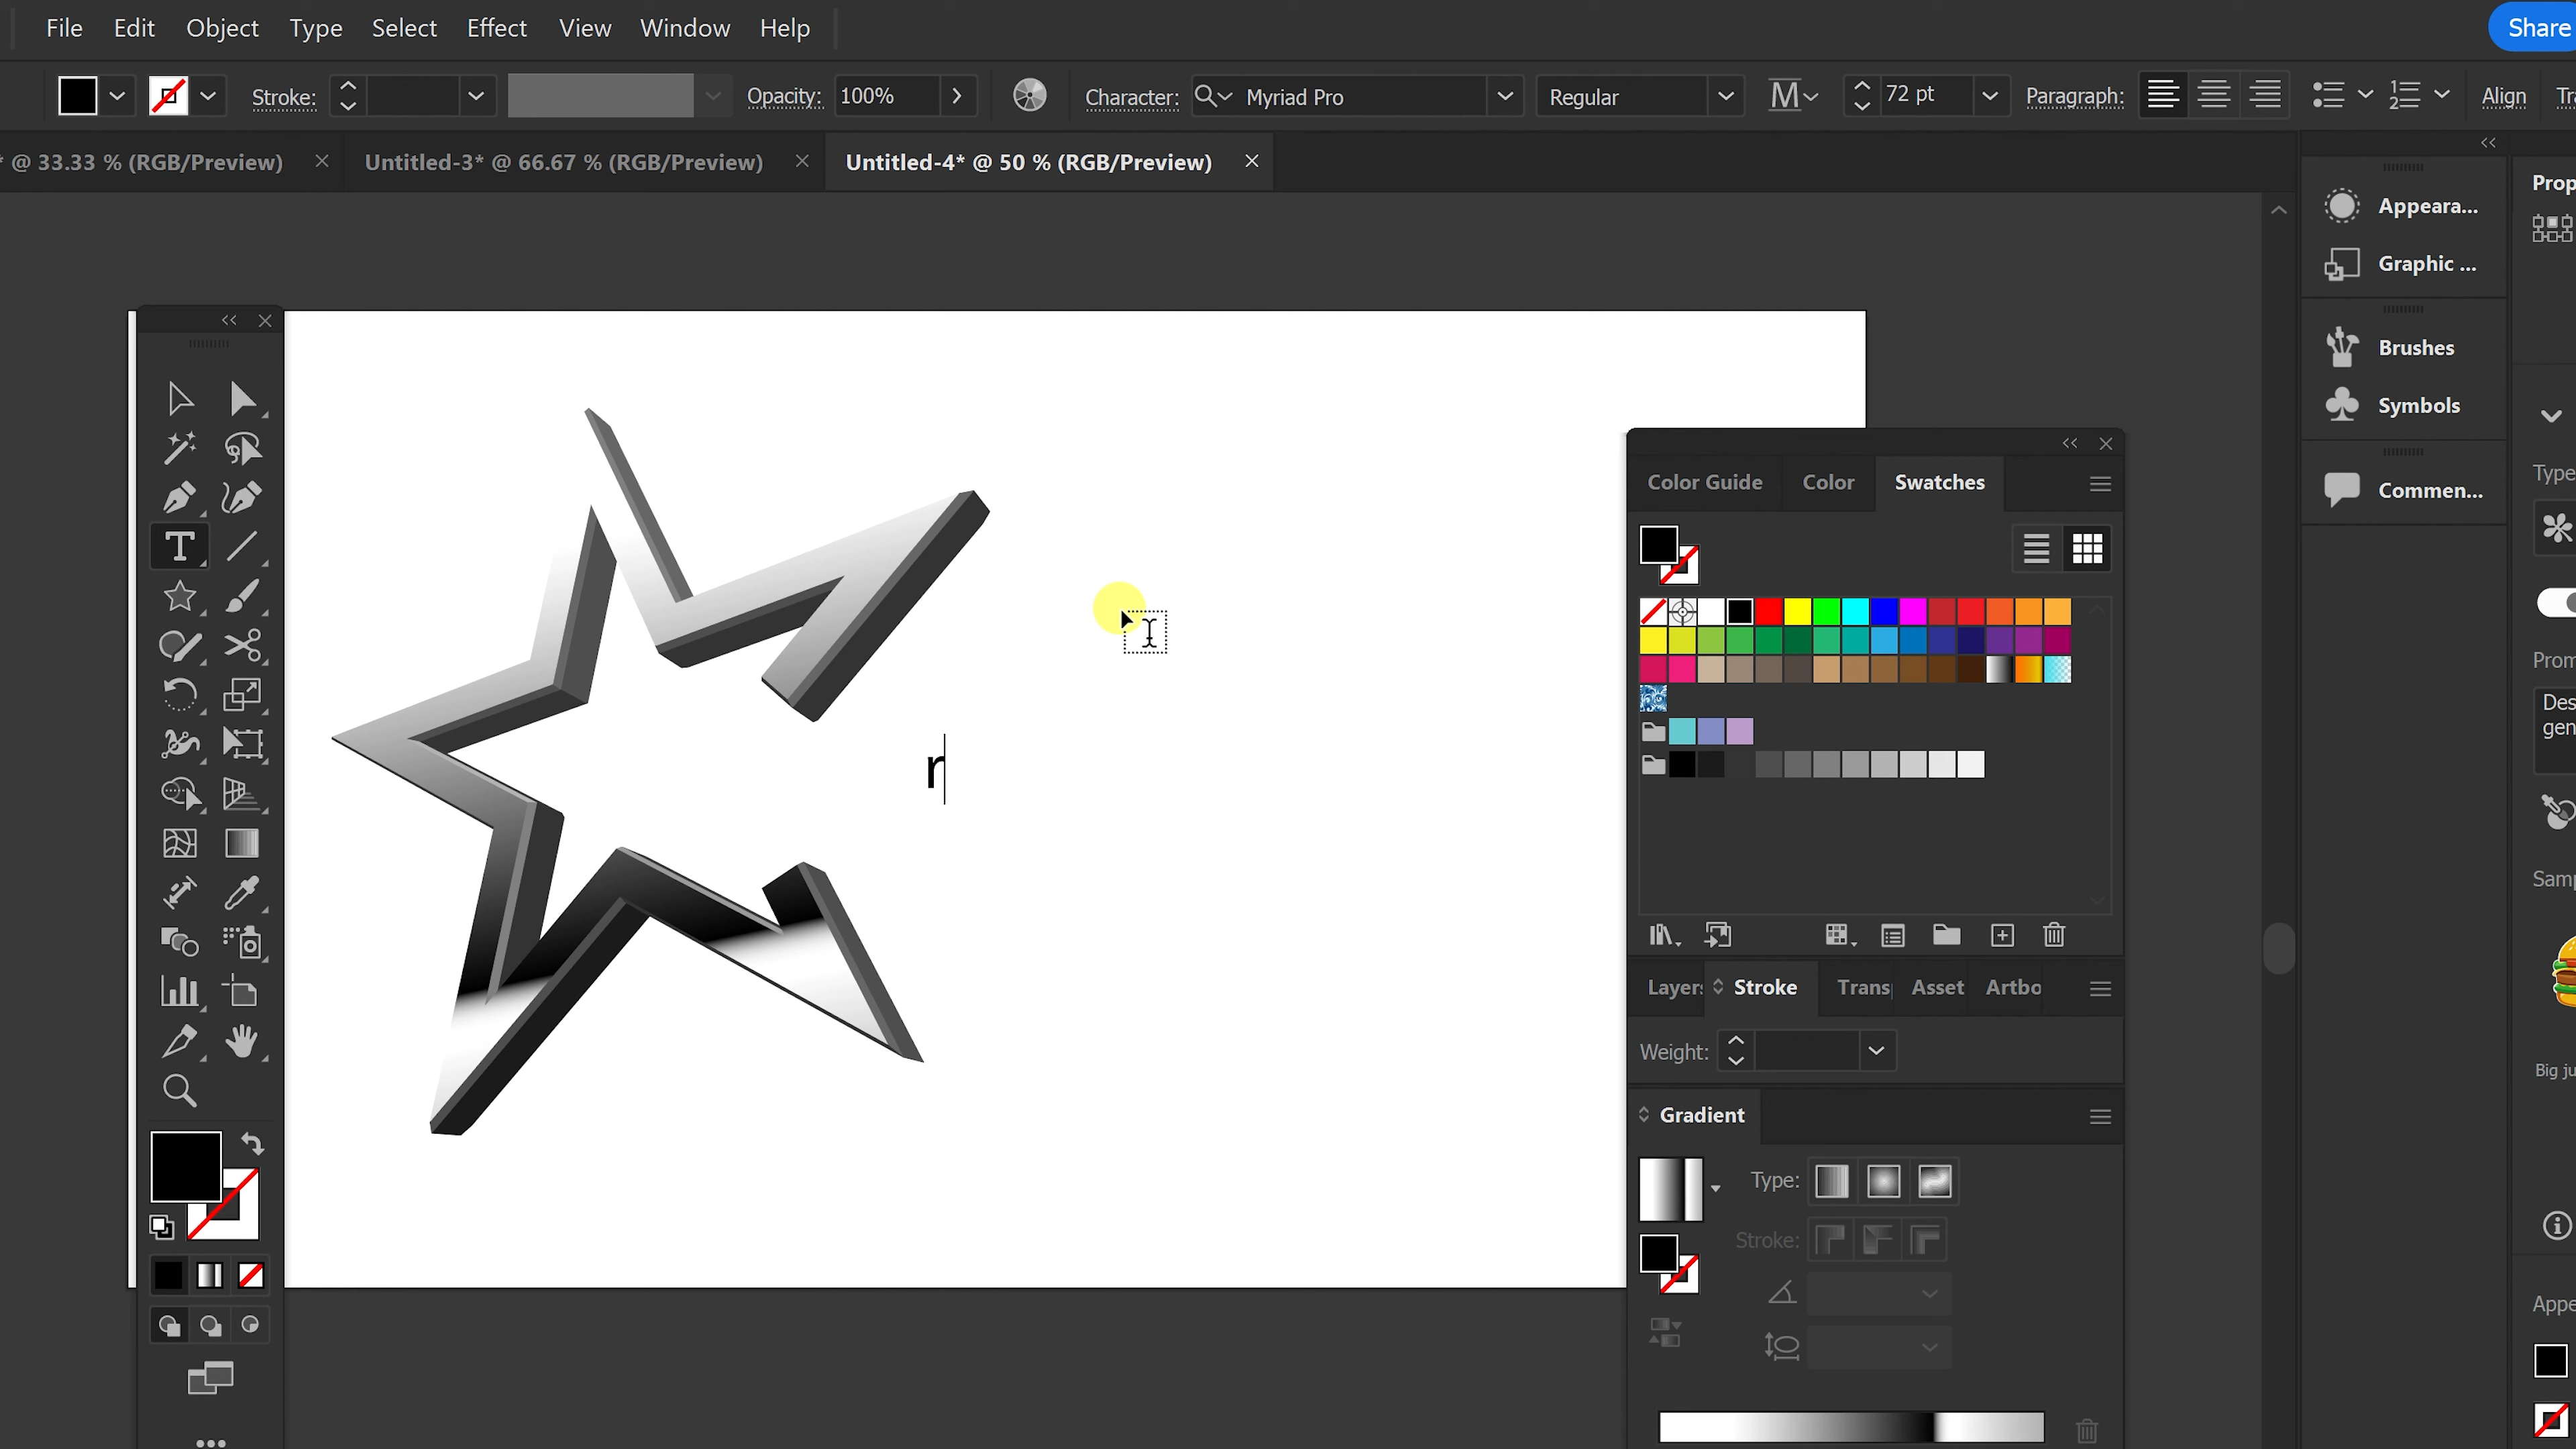 File Edit Object Type Select Effect View Window Help
Share
Stroke: Opacity: 100% Character: Myriad Pro Regular 72 pt Paragraph: Align
* @ 33.33 % (RGB/Preview) Untitled-3* @ 66.67 % (RGB/Preview) Untitled-4* @ 50 % (RGB/Preview)
Appeara...
Graphic ...
Brushes
Symbols
Commen...
Prop
Type
Prom
Des
gen
Samp
Big ju
Appe
r
Color Guide Color Swatches
Layers Stroke Trans Asset Artbo
Weight:
Gradient
Type:
Stroke: